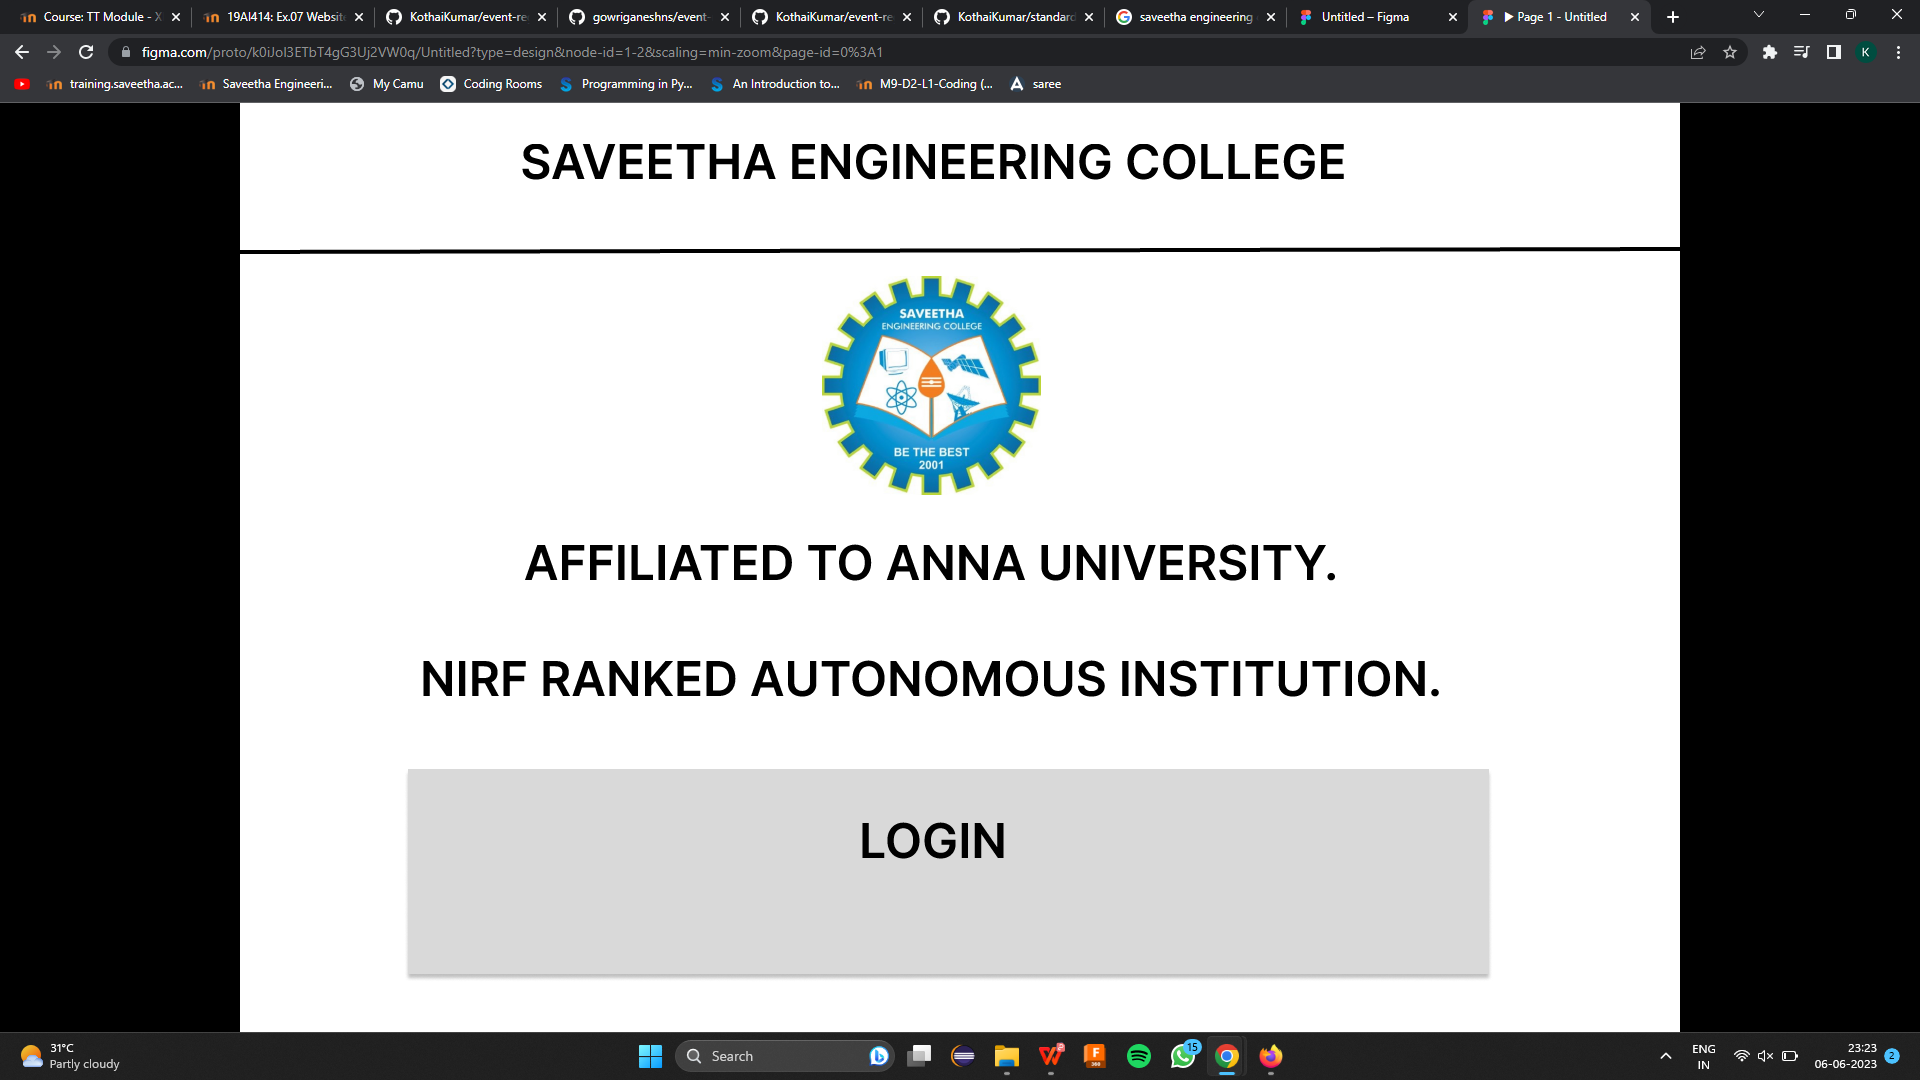 Course: TT Module - X
19AI414: Ex.07 Website
KothaiKumar/event-re
gowriganeshns/event-
KothaiKumar/event-re
KothaiKumar/standard
saveetha engineering
Untitled – Figma
Page 1 - Untitled
figma.com/proto/k0iJol3ETbT4gG3Uj2VW0q/Untitled?type=design&node-id=1-2&scaling=min-zoom&page-id=0%3A1
K
training.saveetha.ac...
Saveetha Engineeri...
My Camu
Coding Rooms
Programming in Py...
An Introduction to...
M9-D2-L1-Coding (...
saree
SAVEETHA ENGINEERING COLLEGE
SAVEETHA
ENGINEERING COLLEGE
BE THE BEST
2001
AFFILIATED TO ANNA UNIVERSITY.
NIRF RANKED AUTONOMOUS INSTITUTION.
LOGIN
31°C
Partly cloudy
Search
F
360
15
ENG
IN
23:23
06-06-2023
2